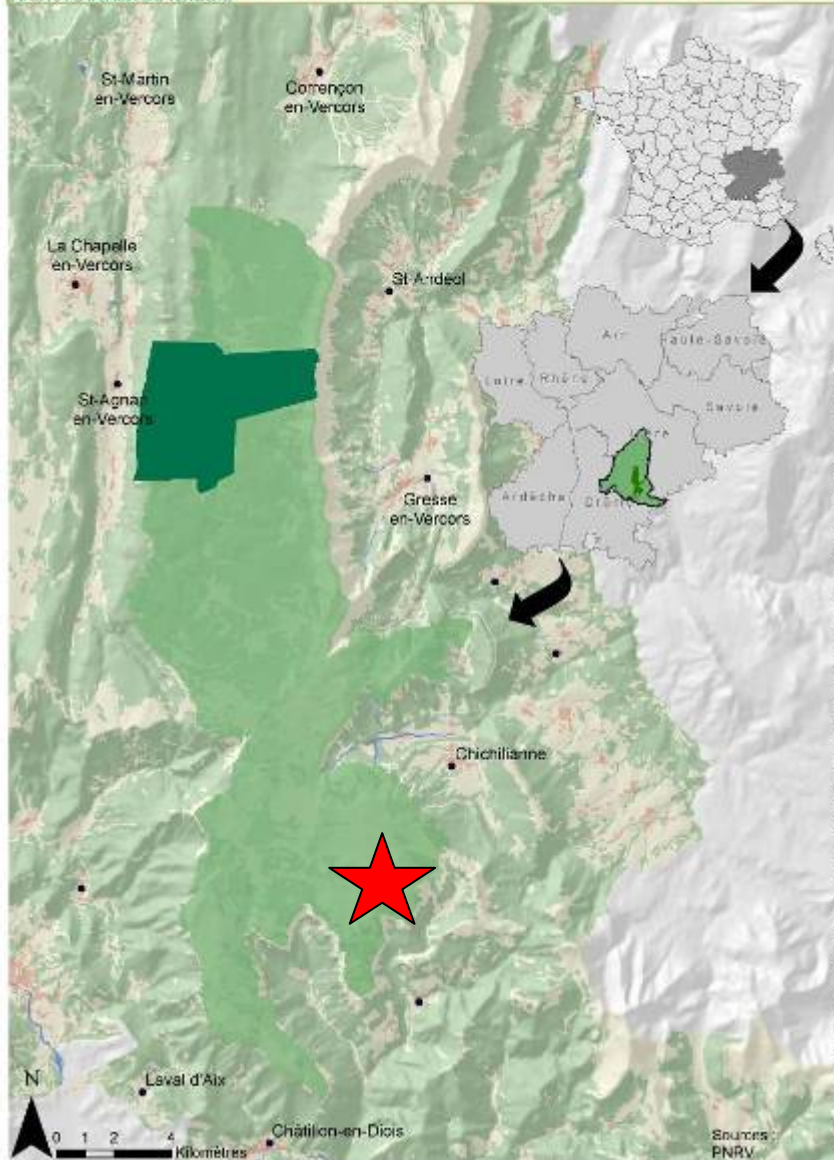 St-Martin
en-Vercors
Corrençon
en-Vercors
La Chapelle
en-Vercors
St-Andéol
Ain
Haute-Savoie
Loire
Rhône
Savoie
St-Agnan
en-Vercors
Ardèche
Gresse
en-Vercors
Chichilianne
N
Laval d'Aix
0 1 2 4
Kilomètres
Châtillon-en-Diois
Sources :
PNRV